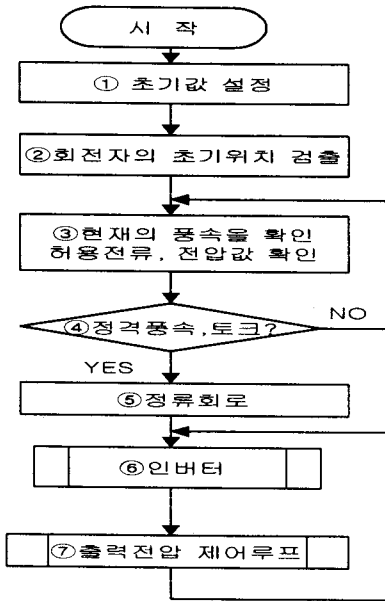 시 작
① 초기값 설정
②회전자의 초기위치 검출
③현재의 풍속을 확인
허용전류, 전압값 확인
④정격풍속,토크?
NO
YES
⑤정류회로
⑥인버터
⑦출력전압 제어루프